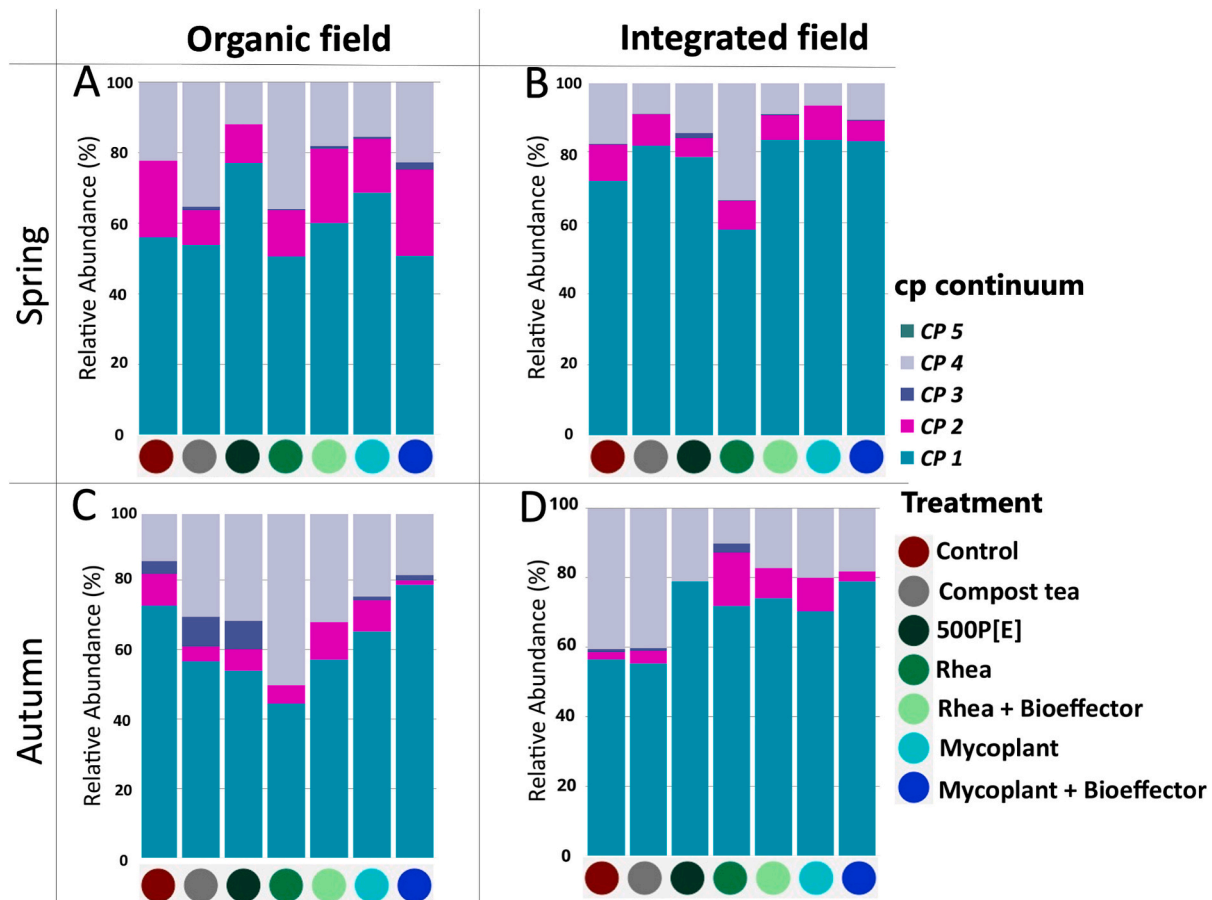 Organic field
Integrated field
Spring
A
Relative Abundance (%)
100
80
60
40
20
0
B
Relative Abundance (%)
100
80
60
40
20
0
cp continuum
CP 5
CP 4
CP 3
CP 2
CP 1
Autumn
C
Relative Abundance (%)
100
80
60
40
20
0
D
Relative Abundance (%)
100
80
60
40
20
0
Treatment
Control
Compost tea
500P[E]
Rhea
Rhea + Bioeffector
Mycoplant
Mycoplant + Bioeffector